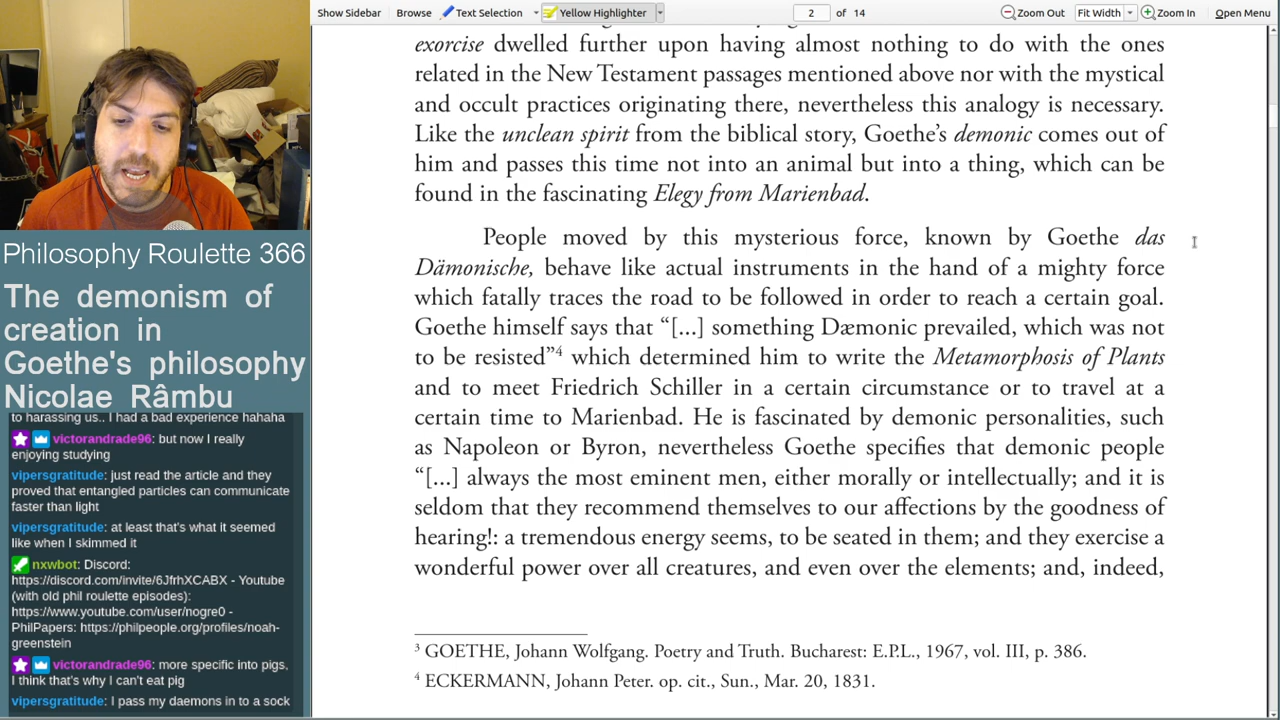 Show Sidebar Browse Text Selection Yellow Highlighter 2 of 14 Zoom Out Fit Width Zoom In Open Menu
exorcise dwelled further upon having almost nothing to do with the ones
related in the New Testament passages mentioned above nor with the mystical
and occult practices originating there, nevertheless this analogy is necessary.
Like the unclean spirit from the biblical story, Goethe's demonic comes out of
him and passes this time not into an animal but into a thing, which can be
found in the fascinating Elegy from Marienbad.
People moved by this mysterious force, known by Goethe das
Dämonische, behave like actual instruments in the hand of a mighty force
which fatally traces the road to be followed in order to reach a certain goal.
Goethe himself says that “[...] something Dæmonic prevailed, which was not
to be resisted”⁴ which determined him to write the Metamorphosis of Plants
and to meet Friedrich Schiller in a certain circumstance or to travel at a
certain time to Marienbad. He is fascinated by demonic personalities, such
as Napoleon or Byron, nevertheless Goethe specifies that demonic people
“[...] always the most eminent men, either morally or intellectually; and it is
seldom that they recommend themselves to our affections by the goodness of
hearing!: a tremendous energy seems, to be seated in them; and they exercise a
wonderful power over all creatures, and even over the elements; and, indeed,
³ GOETHE, Johann Wolfgang. Poetry and Truth. Bucharest: E.P.L., 1967, vol. III, p. 386.
⁴ ECKERMANN, Johann Peter. op. cit., Sun., Mar. 20, 1831.
Philosophy Roulette 366
The demonism of
creation in
Goethe's philosophy
Nicolae Râmbu
to harassing us.. I had a bad experience hahaha
victorandrade96: but now I really
enjoying studying
vipersgratitude: just read the article and they
proved that entangled particles can communicate
faster than light
vipersgratitude: at least that's what it seemed
like when I skimmed it
nxwbot: Discord:
https://discord.com/invite/6JfrhXCABX - Youtube
(with old phil roulette episodes):
https://www.youtube.com/user/nogre0 -
PhilPapers: https://philpeople.org/profiles/noah-
greenstein
victorandrade96: more specific into pigs,
I think that's why I can't eat pig
vipersgratitude: I pass my daemons in to a sock